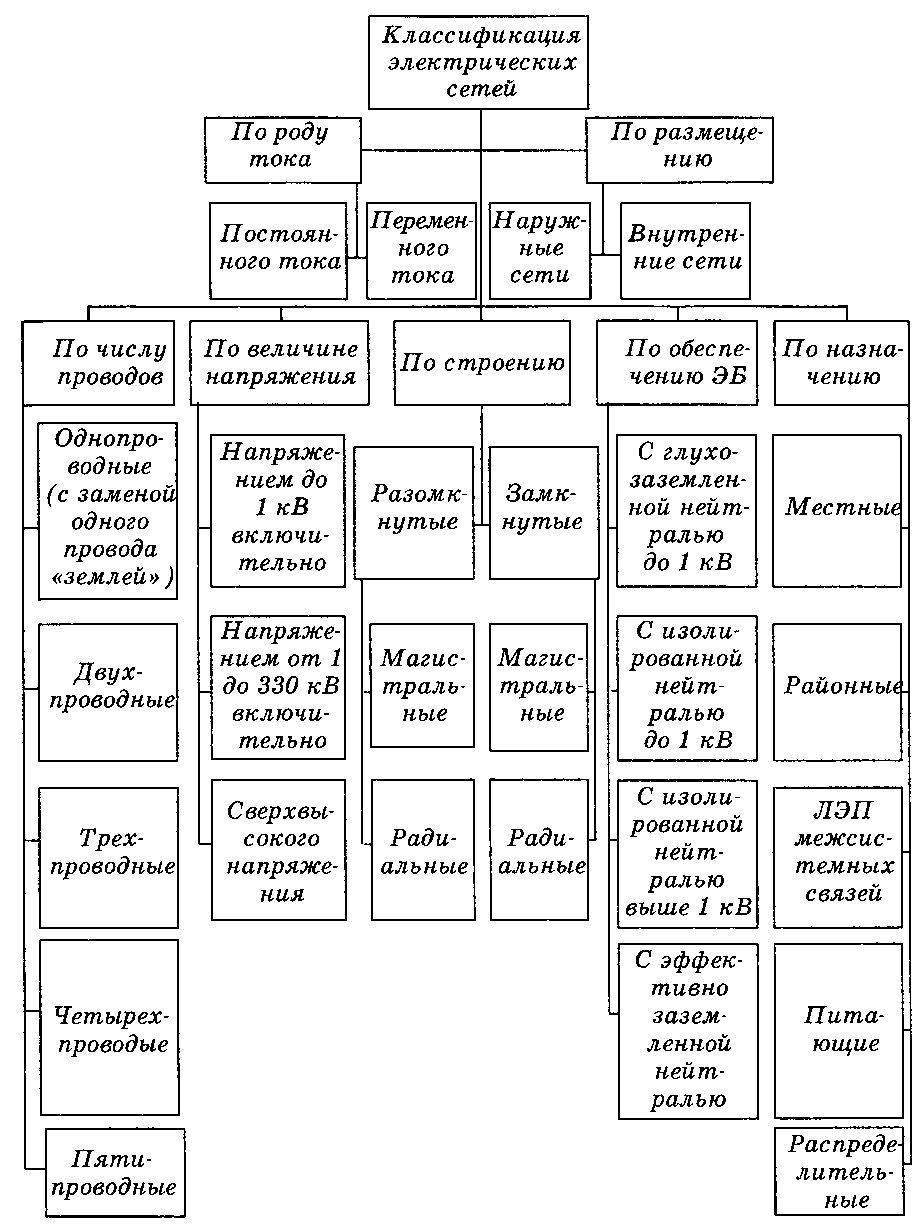 Классификация
электрических
сетей
По роду
тока
По размеще-
нию
Постоян-
ного тока
Перемен-
ного
тока
Наруж-
ные
сети
Внутрен-
ние сети
По числу
проводов
По величине
напряжения
По строению
По обеспе-
чению ЭБ
По назна-
чению
Однопро-
водные
(с заменой
одного
провода
«землей»)
Двух-
проводные
Трех-
проводные
Четырех-
проводые
Пяти-
проводные
Напряже-
нием до
1 кВ
включи-
тельно
Напряже-
нием от 1
до 330 кВ
включи-
тельно
Сверхвы-
сокого
напряже-
ния
Разомк-
нутые
Магис-
траль-
ные
Ради-
альные
Замк-
нутые
Магис-
траль-
ные
Ради-
альные
С глухо-
заземлен-
ной нейт-
ралью
до 1 кВ
С изоли-
рованной
нейт-
ралью
до 1 кВ
С изоли-
рованной
нейт-
ралью
выше 1 кВ
С эффек-
тивно
зазем-
ленной
нейт-
ралью
Местные
Районные
ЛЭП
межсис-
темных
связей
Пита-
ющие
Распреде-
литель-
ные